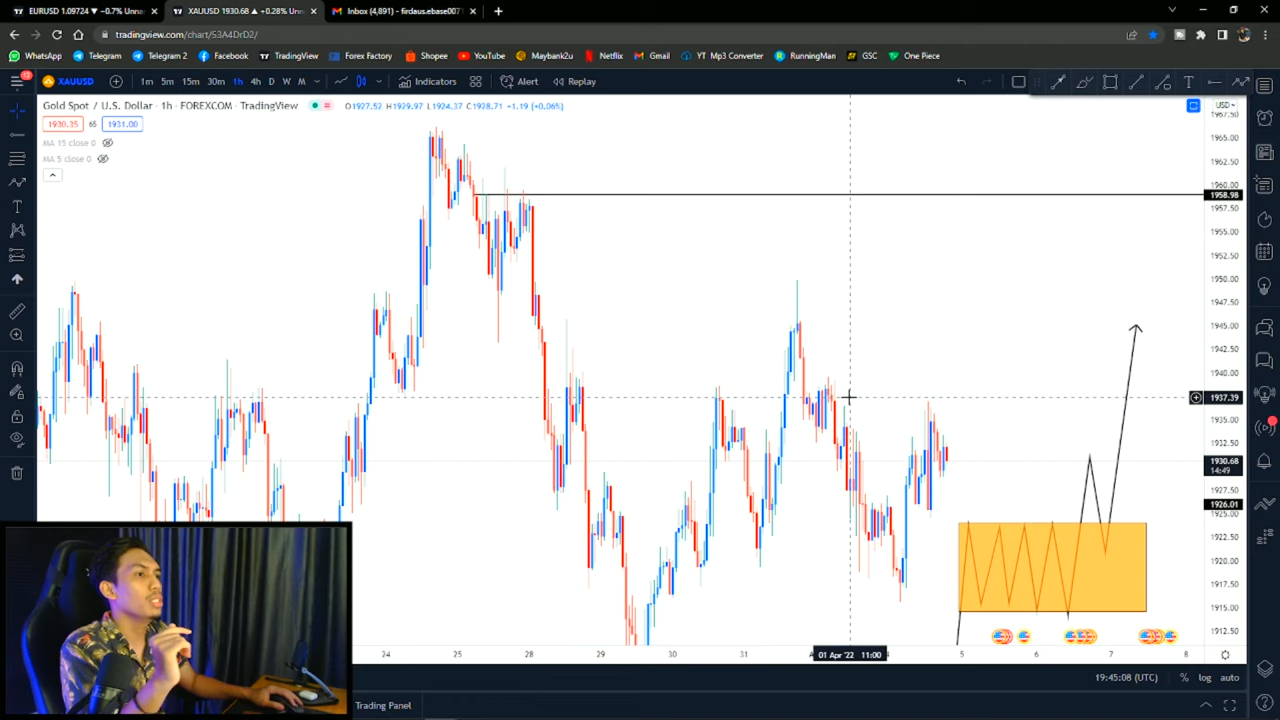 EURUSD 1.09724 ▼ −0.7% Unnar
XAUUSD 1930.68 ▲ +0.28% Unnar
Inbox (4,891) - firdaus.ebase0071
tradingview.com/chart/S3A4DrD2/
WhatsApp
Telegram
Telegram 2
Facebook
TradingView
Forex Factory
Shopee
YouTube
Maybank2u
Netflix
Gmail
YT Mp3 Converter
RunningMan
GSC
One Piece
XAUUSD
1m 5m 15m 30m 1h 4h D W M
Indicators
Alert
Replay
Gold Spot / U.S. Dollar · 1h · FOREXCOM · TradingView
O1927.52 H1929.97 L1924.37 C1928.71 +1.19 (+0.065%)
USD
1930.35 65 1931.00
MA 15 close 0
MA 5 close 0
1967.50
1965.00
1962.50
1960.00
1958.98
1957.50
1955.00
1952.50
1950.00
1947.50
1945.00
1942.50
1940.00
1937.39
1935.00
1932.50
1930.68
14:49
1927.50
1926.01
1925.00
1922.50
1920.00
1917.50
1915.00
1912.50
24 25 28 29 30 31
01 Apr '22 11:00
5 6 7 8
19:45:08 (UTC)
% log auto
Trading Panel